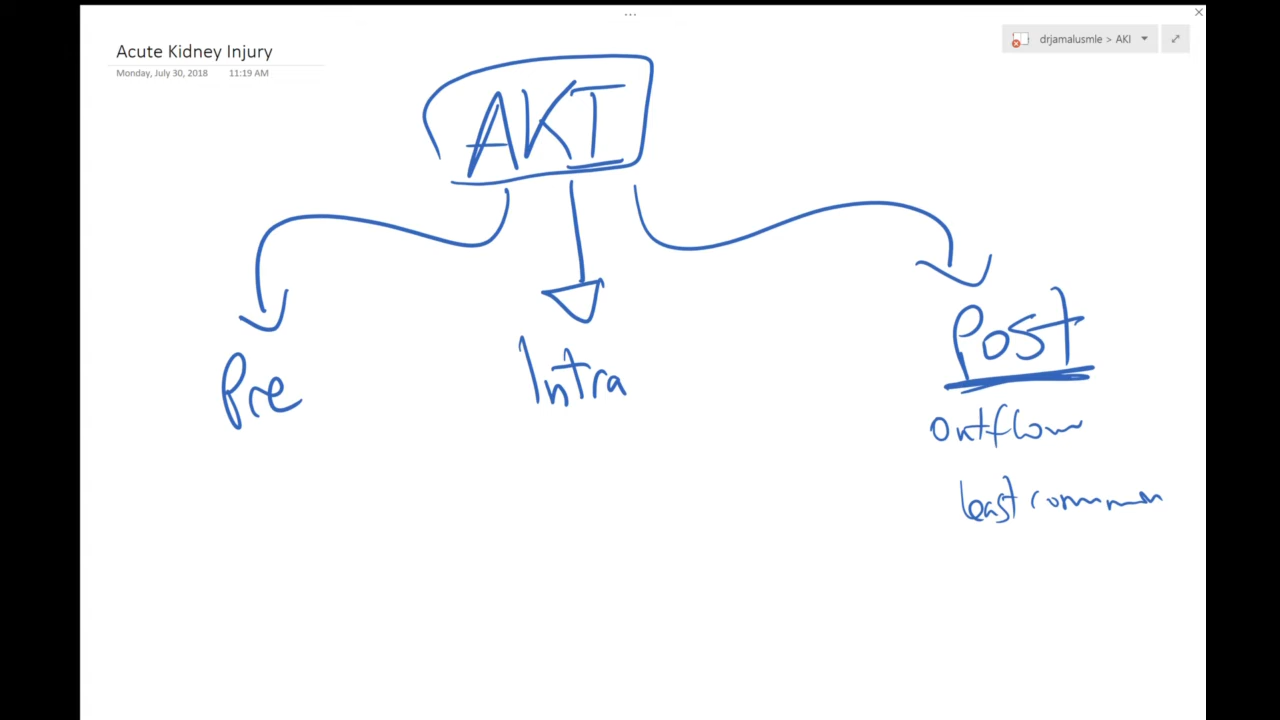 ...
Acute Kidney Injury
drjamalusmle > AKI
Monday, July 30, 2018 11:19 AM
AKI
Pre
Intra
Post
outflow
least common